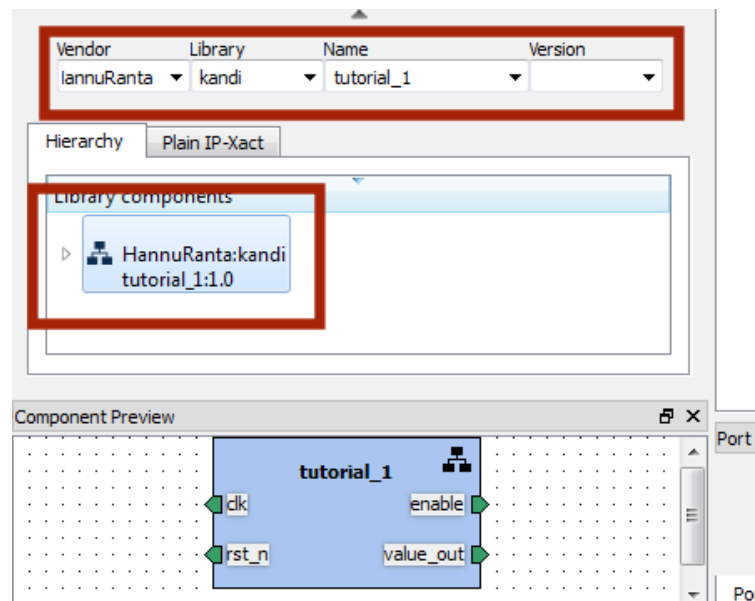 Vendor Library Name Version
lannuRanta kandi tutorial_1
Hierarchy Plain IP-Xact
Library components
HannuRanta:kandi
tutorial_1:1.0
Component Preview
Port
tutorial_1
clk enable
rst_n value_out
Po